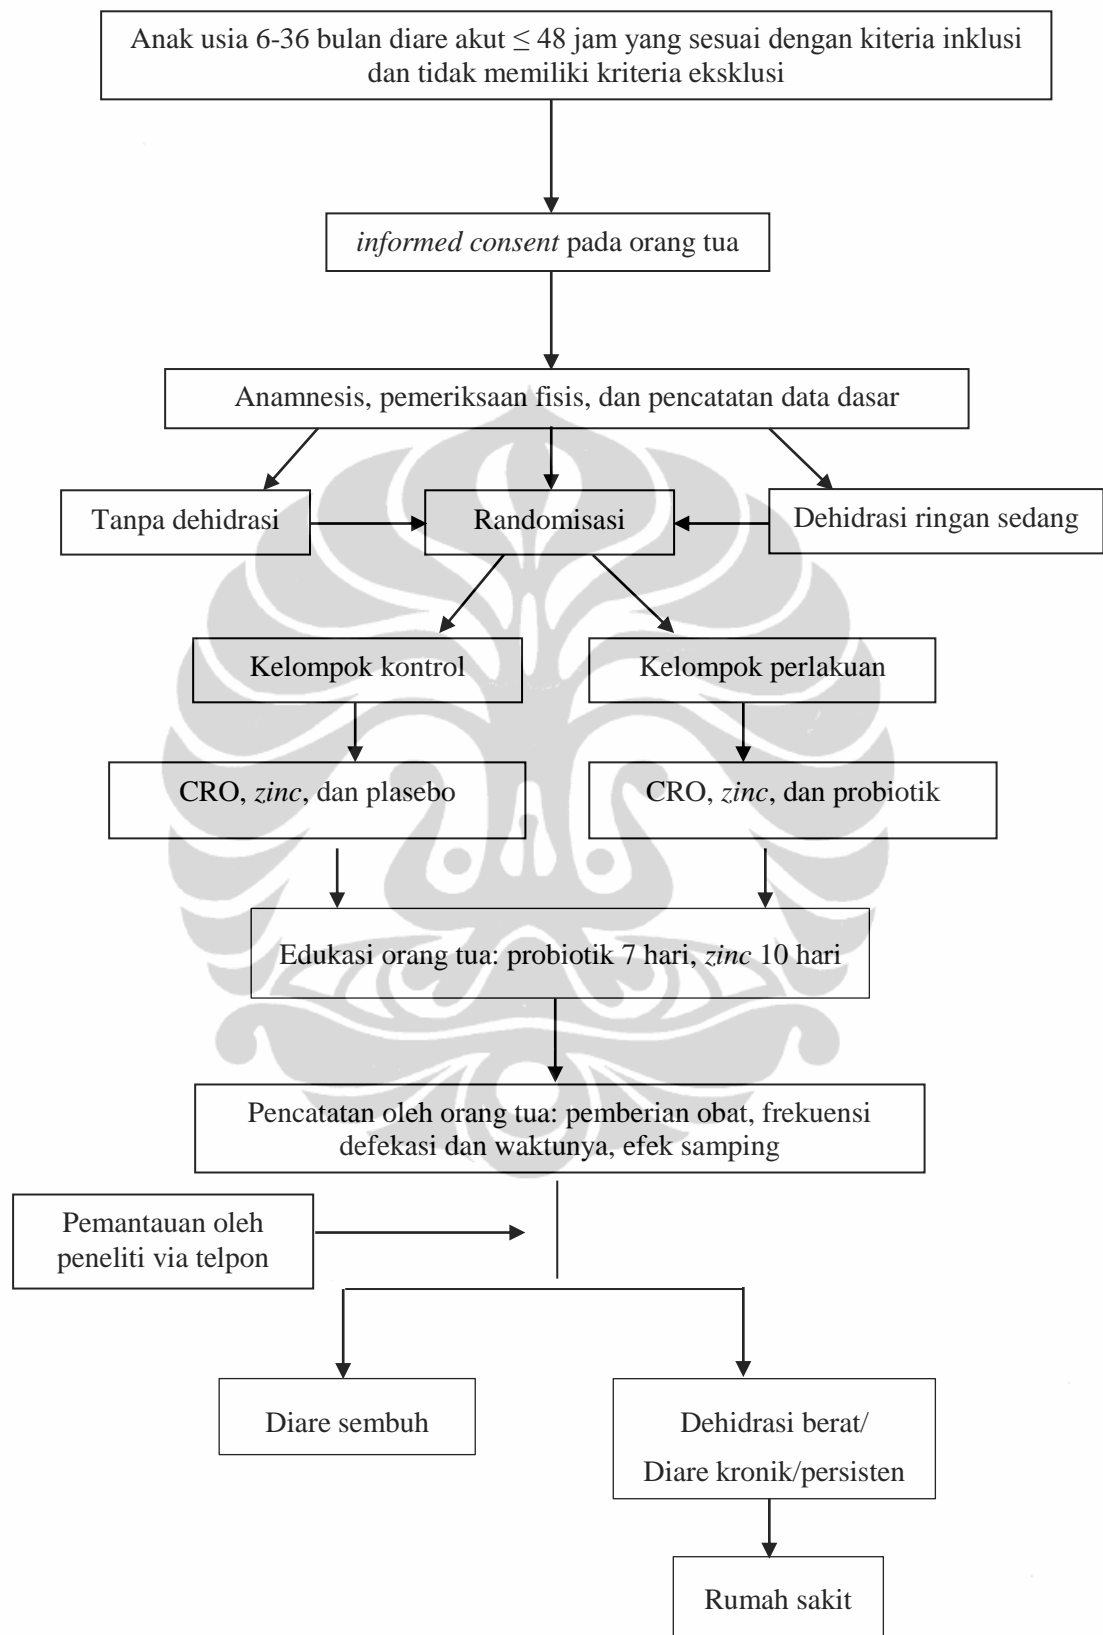 Anak usia 6-36 bulan diare akut ≤ 48 jam yang sesuai dengan kiteria inklusi
dan tidak memiliki kriteria eksklusi
informed consent pada orang tua
Anamnesis, pemeriksaan fisis, dan pencatatan data dasar
Tanpa dehidrasi
Randomisasi
Dehidrasi ringan sedang
Kelompok kontrol
Kelompok perlakuan
CRO, zinc, dan plasebo
CRO, zinc, dan probiotik
Edukasi orang tua: probiotik 7 hari, zinc 10 hari
Pencatatan oleh orang tua: pemberian obat, frekuensi
defekasi dan waktunya, efek samping
Pemantauan oleh
peneliti via telpon
Diare sembuh
Dehidrasi berat/
Diare kronik/persisten
Rumah sakit